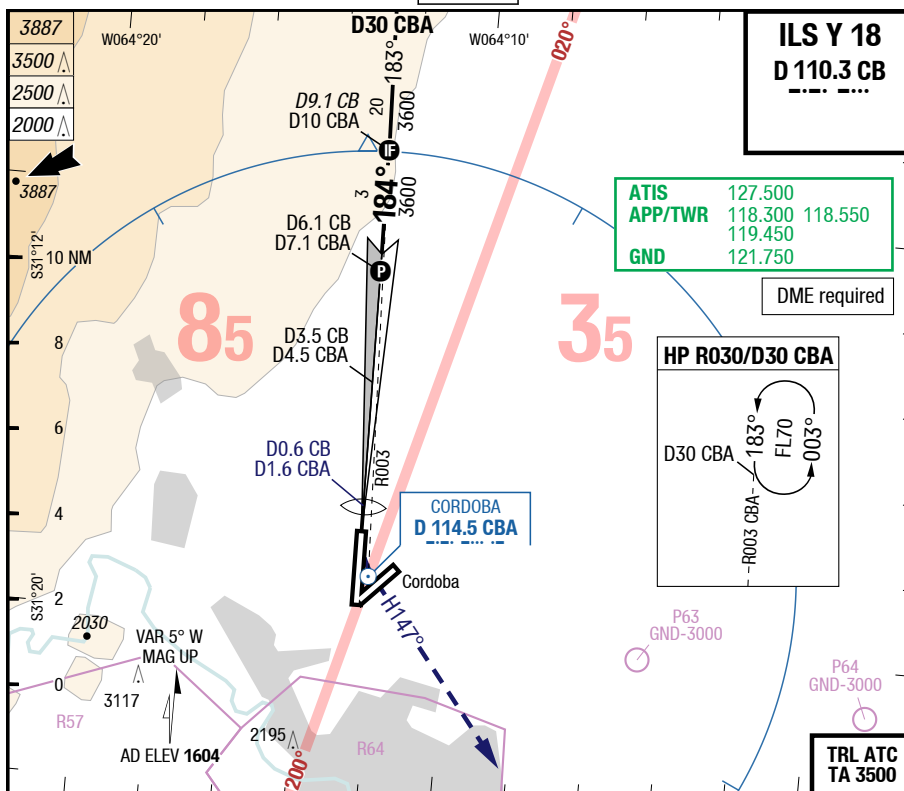 3887
3500
2500
2000
W064°20'
D30 CBA
W064°10'
020°
ILS Y 18
D 110.3 CB
183°
20
3600
D9.1 CB
D10 CBA
IF
3887
3
184°
3600
ATIS 127.500
APP/TWR 118.300 118.550
119.450
GND 121.750
D6.1 CB
D7.1 CBA
P
S31°12'
10 NM
DME required
85
35
8
D3.5 CB
D4.5 CBA
HP R030/D30 CBA
183°
FL70
003°
D30 CBA
R003 CBA
6
D0.6 CB
D1.6 CBA
R003
4
CORDOBA
D 114.5 CBA
Cordoba
S31°20'
2
H147°
2030
VAR 5° W
MAG UP
P63
GND-3000
0
P64
GND-3000
3117
R57
2195
R64
AD ELEV 1604
200°
TRL ATC
TA 3500